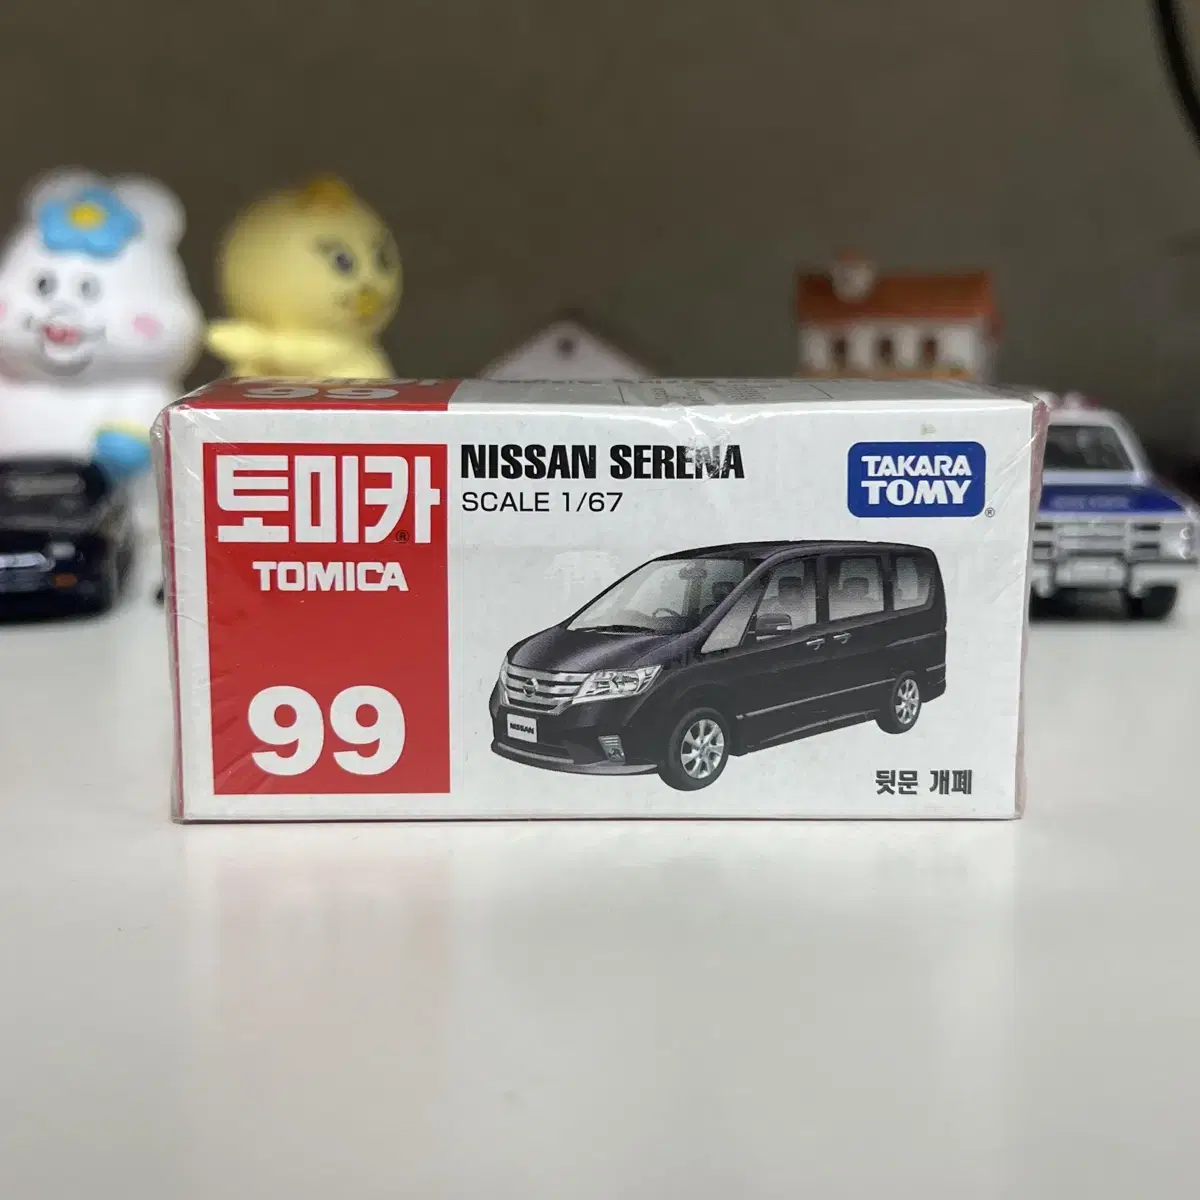 99
토미카®
TOMICA
99
NISSAN SERENA
SCALE 1/67
TAKARA
TOMY®
NISSAN
뒷문 개폐